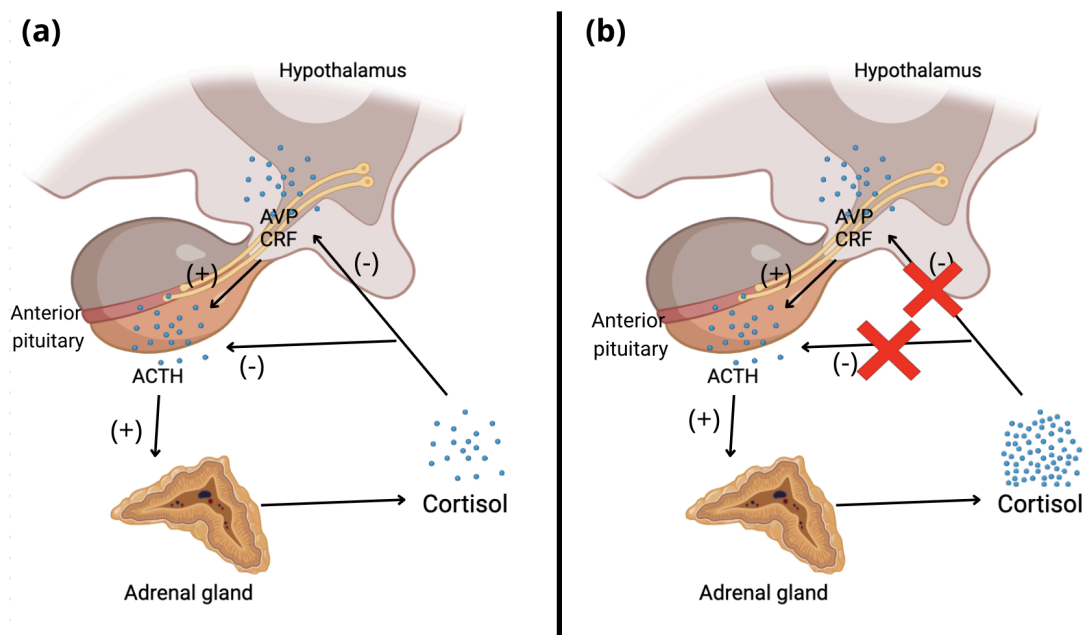 (a)
Hypothalamus
AVP
CRF
(+)
(-)
Anterior
pituitary
(-)
ACTH
(+)
Cortisol
Adrenal gland
(b)
Hypothalamus
AVP
CRF
(+)
(-)
Anterior
pituitary
(-)
ACTH
(+)
Cortisol
Adrenal gland